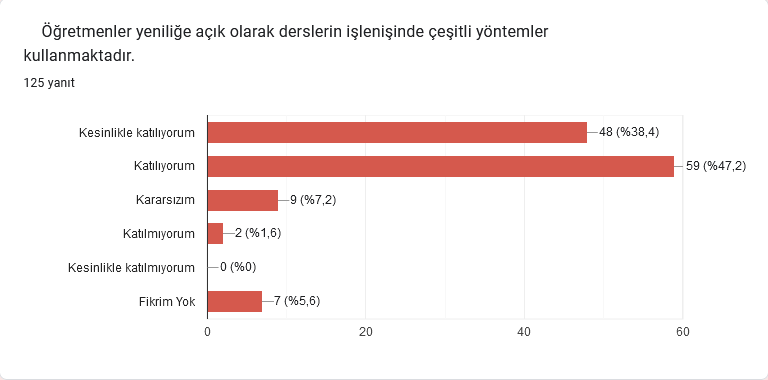 Öğretmenler yeniliğe açık olarak derslerin işlenişinde çeşitli yöntemler
kullanmaktadır.
125 yanıt
Kesinlikle katılıyorum 48 (%38,4)
Katılıyorum 59 (%47,2)
Kararsızım 9 (%7,2)
Katılmıyorum 2 (%1,6)
Kesinlikle katılmıyorum 0 (%0)
Fikrim Yok 7 (%5,6)
0 20 40 60